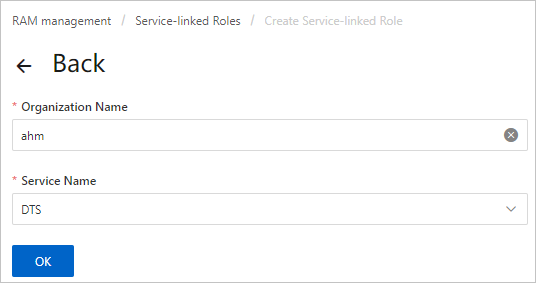 RAM management / Service-linked Roles / Create Service-linked Role
← Back
* Organization Name
ahm
* Service Name
DTS
OK